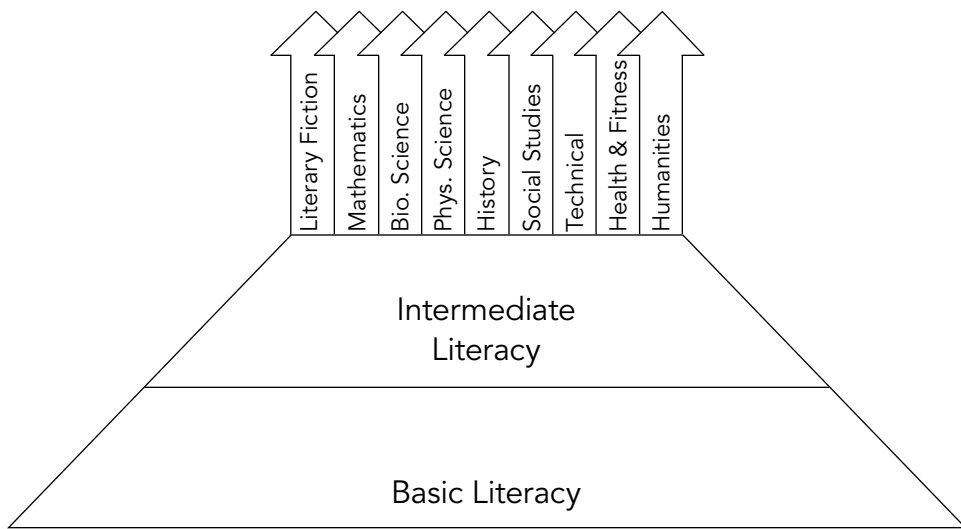 Literary Fiction
Mathematics
Bio. Science
Phys. Science
History
Social Studies
Technical
Health & Fitness
Humanities
Intermediate
Literacy
Basic Literacy